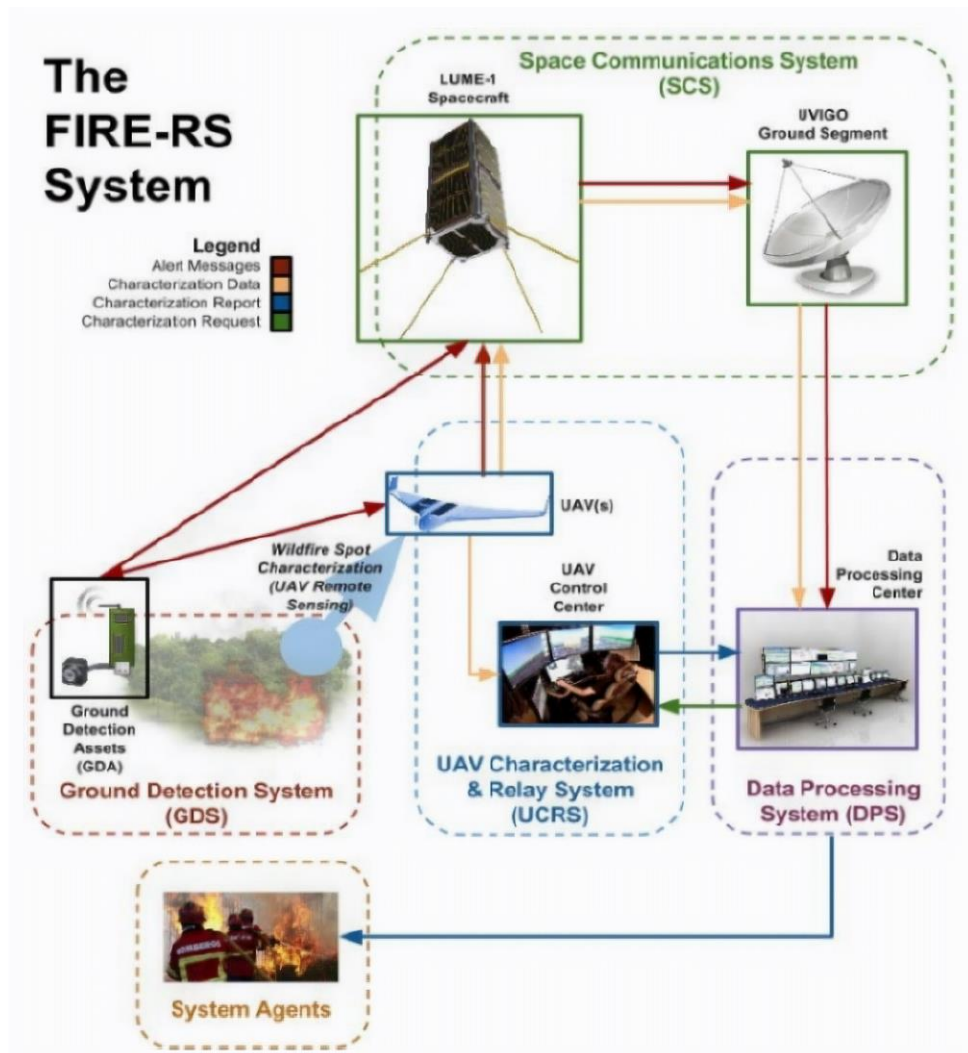 The
FIRE-RS
System
Space Communications System
(SCS)
LUME-1
Spacecraft
UVIGO
Ground Segment
Legend
Alert Messages
Characterization Data
Characterization Report
Characterization Request
UAV(s)
Wildfire Spot
Characterization
(UAV Remote
Sensing)
UAV
Control
Center
Data
Processing
Center
Ground
Detection
Assets
(GDA)
Ground Detection System
(GDS)
UAV Characterization
& Relay System
(UCRS)
Data Processing
System (DPS)
BOMBEROS
System Agents